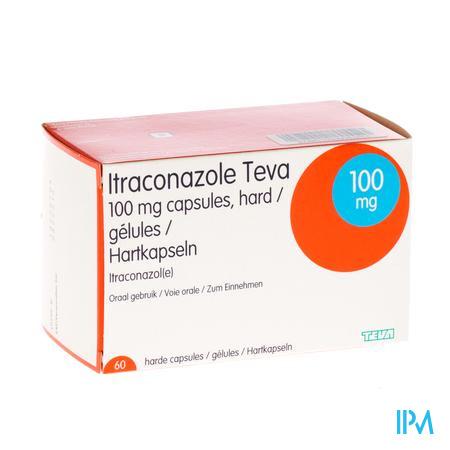 Itraconazole Teva
100 mg capsules, hard /
gélules /
Hartkapseln
Itraconazol(e)
Oraal gebruik / Voie orale / Zum Einnehmen
100
mg
TEVA
60 harde capsules / gélules / Hartkapseln
IPM